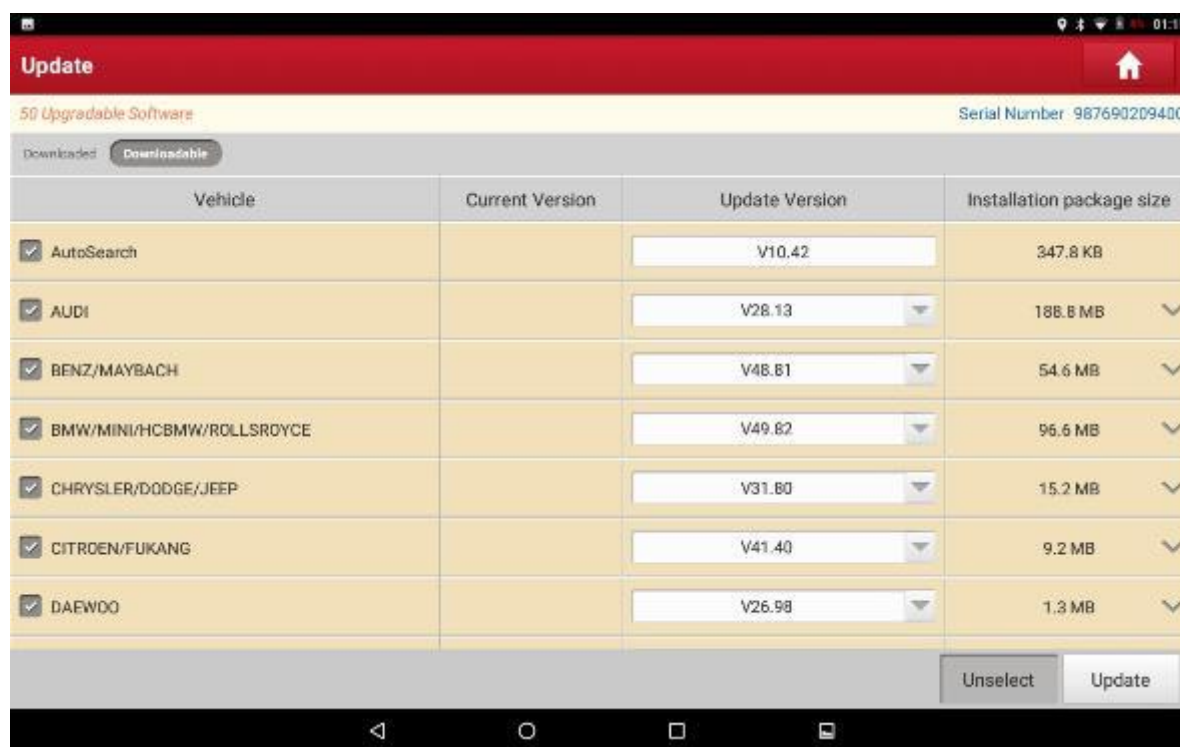 01:1
Update
50 Upgradable Software Serial Number 987690209400
Downloaded Downloadable
Vehicle Current Version Update Version Installation package size
AutoSearch V10.42 347.8 KB
AUDI V28.13 188.8 MB
BENZ/MAYBACH V48.81 54.6 MB
BMW/MINI/HCBMW/ROLLSROYCE V49.82 96.6 MB
CHRYSLER/DODGE/JEEP V31.80 15.2 MB
CITROEN/FUKANG V41.40 9.2 MB
DAEWOO V26.98 1.3 MB
Unselect Update